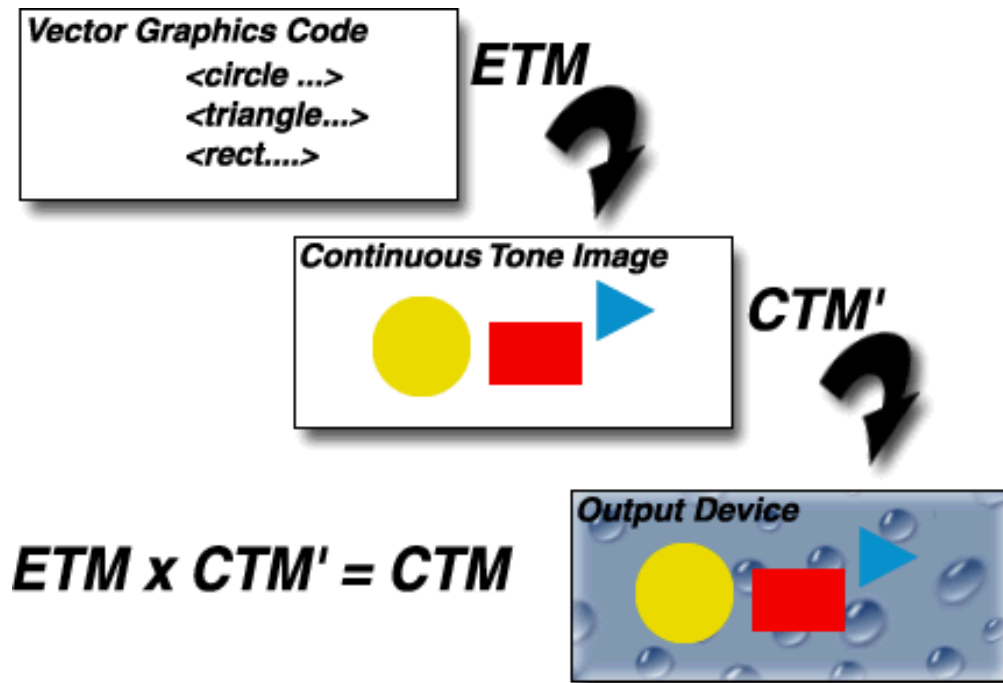 Vector Graphics Code
<circle ...>
<triangle...>
<rect....>
ETM
Continuous Tone Image
CTM'
Output Device
ETM x CTM' = CTM